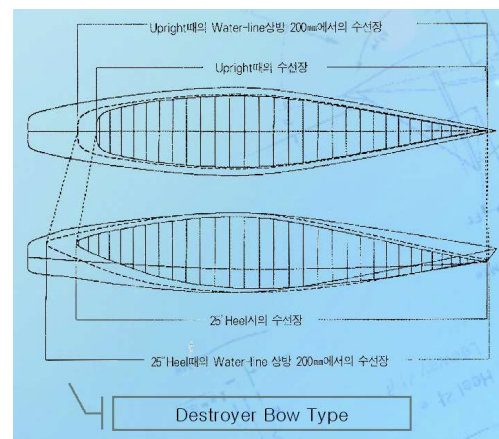 Upright때의 Water-line상방 200㎜에서의 수선장
Upright때의 수선장
25°Heel시의 수선장
25°Heel때의 Water-line 상방 200㎜에서의 수선장
Destroyer Bow Type